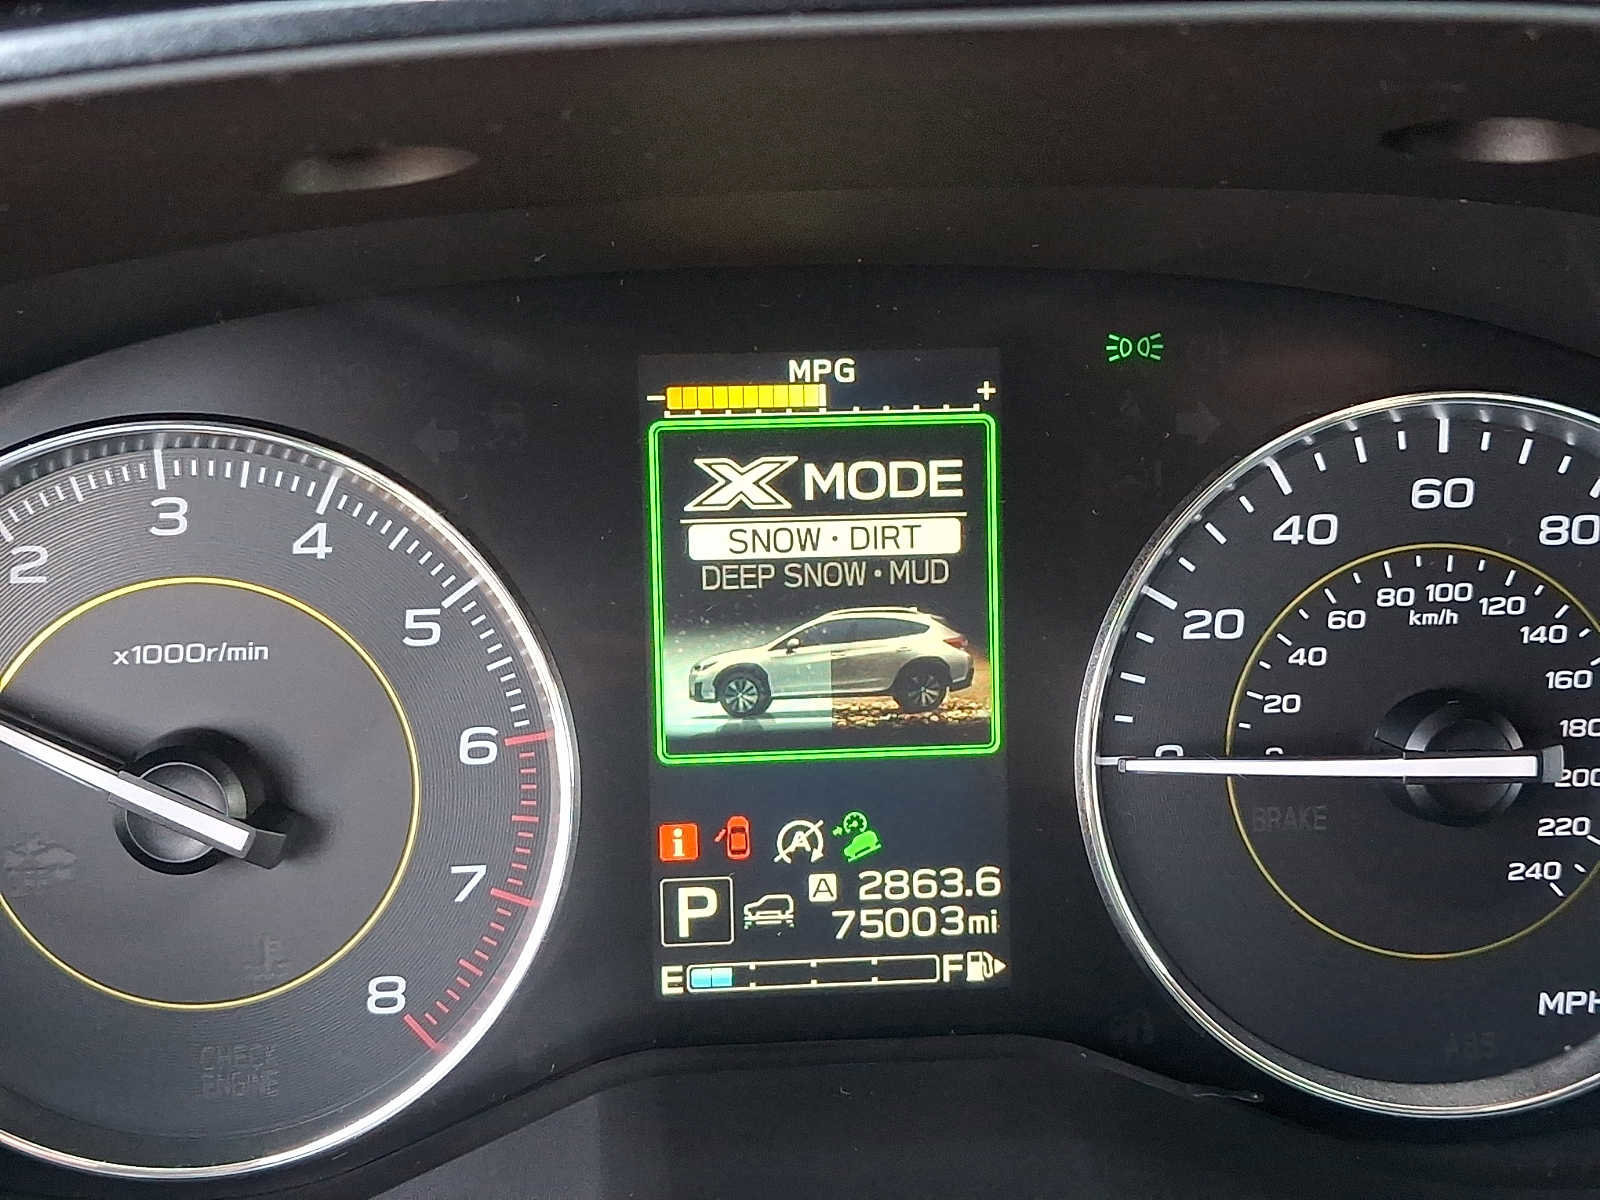 MPG
- +
X MODE
SNOW · DIRT
DEEP SNOW · MUD
i
A
P
A 2863.6
75003mi
E F
2 3 4 5 6 7 8
x1000r/min
CHECK
ENGINE
0 20 40 60 80
0 20 40 60 80 100 120 140 160 180 200 220 240
km/h
BRAKE
MPH
ABS